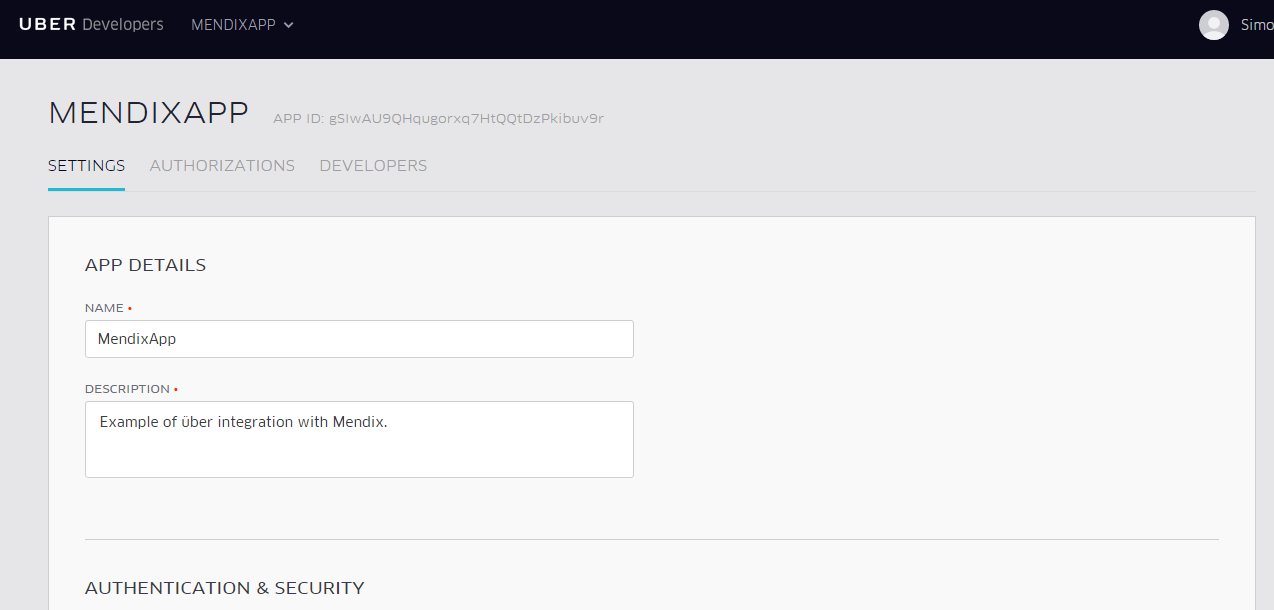 UBER Developers MENDIXAPP Simo
MENDIXAPP APP ID: gSIwAU9QHqugorxq7HtQQtDzPkibuv9r
SETTINGS AUTHORIZATIONS DEVELOPERS
APP DETAILS
NAME •
MendixApp
DESCRIPTION •
Example of über integration with Mendix.
AUTHENTICATION & SECURITY